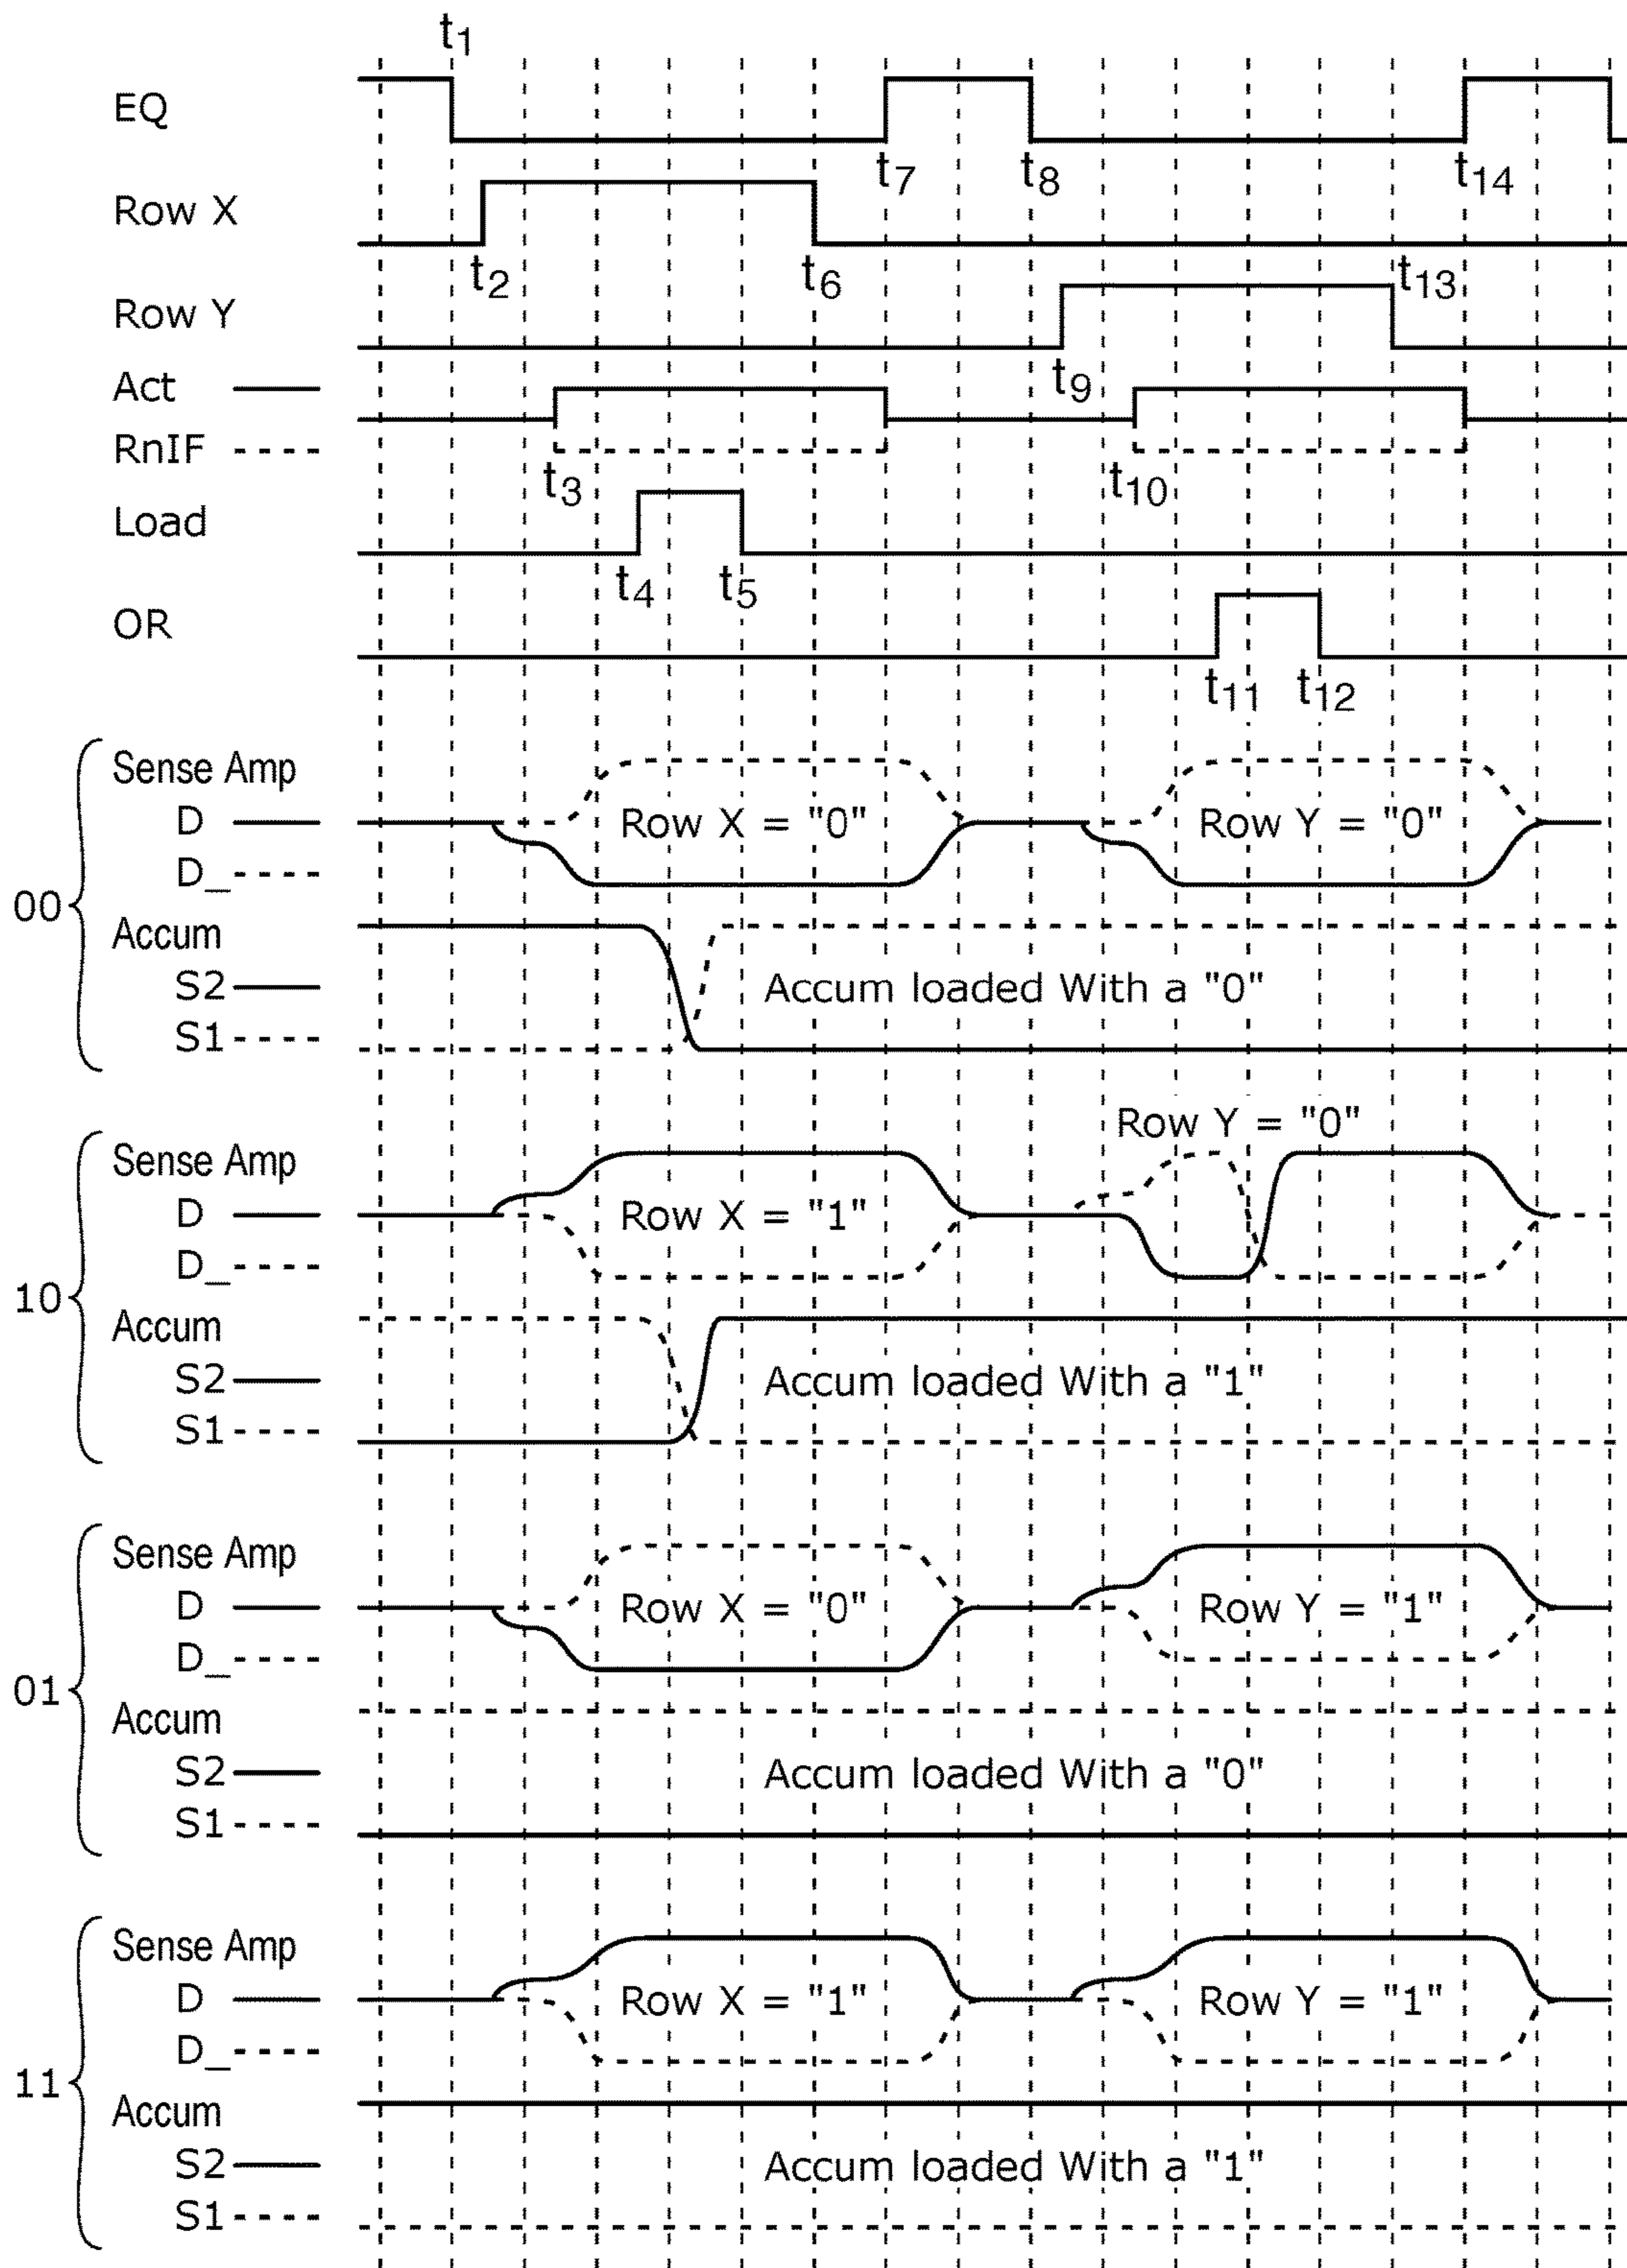 t1
EQ
t7 t8 t14
Row X
t2 t6 t13
Row Y
t9
Act
RnIF
t3 t10
Load
t4 t5
OR
t11 t12
00
Sense Amp
D Row X = "0" Row Y = "0"
D_
Accum
S2 Accum loaded With a "0"
S1
Row Y = "0"
10
Sense Amp
D Row X = "1"
D_
Accum
S2 Accum loaded With a "1"
S1
01
Sense Amp
D Row X = "0" Row Y = "1"
D_
Accum
S2 Accum loaded With a "0"
S1
11
Sense Amp
D Row X = "1" Row Y = "1"
D_
Accum
S2 Accum loaded With a "1"
S1